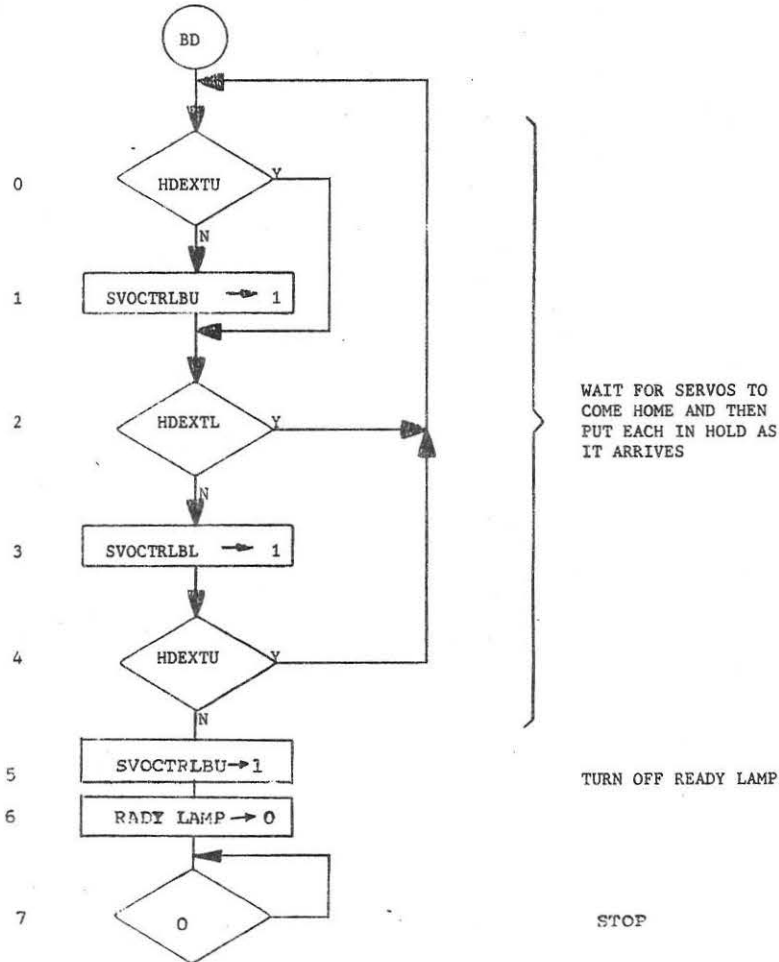 BD
0
HDEXTU Y
N
1
SVOCTRLBU → 1
2
HDEXTL Y
N
WAIT FOR SERVOS TO
COME HOME AND THEN
PUT EACH IN HOLD AS
IT ARRIVES
3
SVOCTRLBL → 1
4
HDEXTU Y
N
5
SVOCTRLBU → 1
TURN OFF READY LAMP
6
RADY LAMP → 0
7
0
STOP